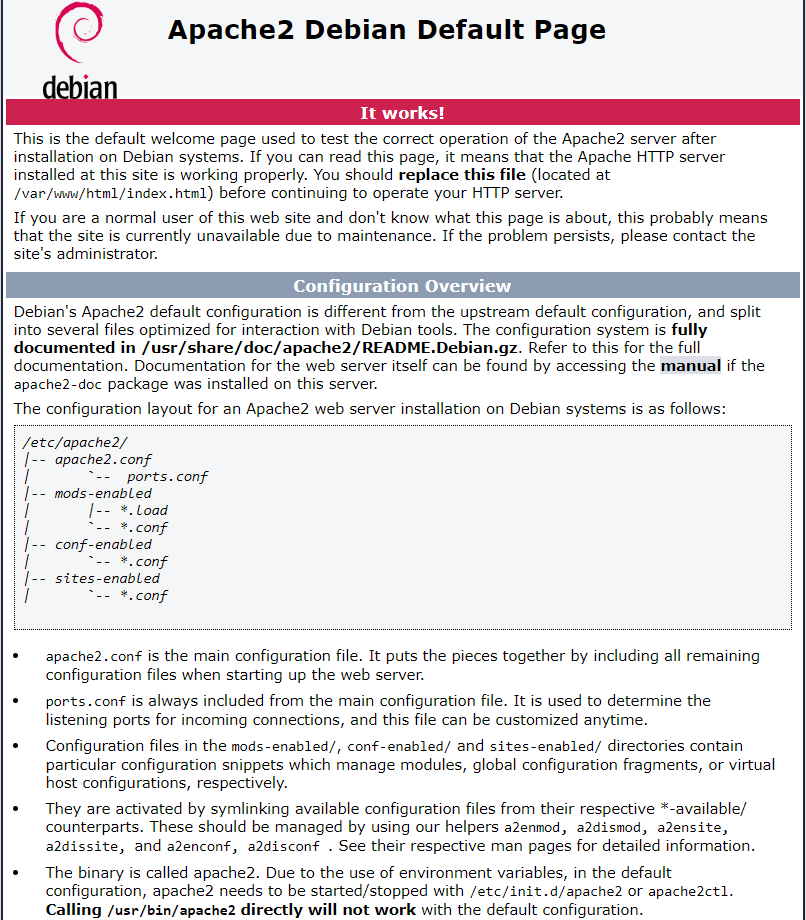 debian
Apache2 Debian Default Page
It works!
This is the default welcome page used to test the correct operation of the Apache2 server after
installation on Debian systems. If you can read this page, it means that the Apache HTTP server
installed at this site is working properly. You should replace this file (located at
/var/www/html/index.html) before continuing to operate your HTTP server.
If you are a normal user of this web site and don't know what this page is about, this probably means
that the site is currently unavailable due to maintenance. If the problem persists, please contact the
site's administrator.
Configuration Overview
Debian's Apache2 default configuration is different from the upstream default configuration, and split
into several files optimized for interaction with Debian tools. The configuration system is fully
documented in /usr/share/doc/apache2/README.Debian.gz. Refer to this for the full
documentation. Documentation for the web server itself can be found by accessing the manual if the
apache2-doc package was installed on this server.
The configuration layout for an Apache2 web server installation on Debian systems is as follows:
/etc/apache2/
|-- apache2.conf
|       `--  ports.conf
|-- mods-enabled
|       |-- *.load
|       `-- *.conf
|-- conf-enabled
|       `-- *.conf
|-- sites-enabled
|       `-- *.conf
• apache2.conf is the main configuration file. It puts the pieces together by including all remaining
configuration files when starting up the web server.
• ports.conf is always included from the main configuration file. It is used to determine the
listening ports for incoming connections, and this file can be customized anytime.
• Configuration files in the mods-enabled/, conf-enabled/ and sites-enabled/ directories contain
particular configuration snippets which manage modules, global configuration fragments, or virtual
host configurations, respectively.
• They are activated by symlinking available configuration files from their respective *-available/
counterparts. These should be managed by using our helpers a2enmod, a2dismod, a2ensite,
a2dissite, and a2enconf, a2disconf . See their respective man pages for detailed information.
• The binary is called apache2. Due to the use of environment variables, in the default
configuration, apache2 needs to be started/stopped with /etc/init.d/apache2 or apache2ctl.
Calling /usr/bin/apache2 directly will not work with the default configuration.